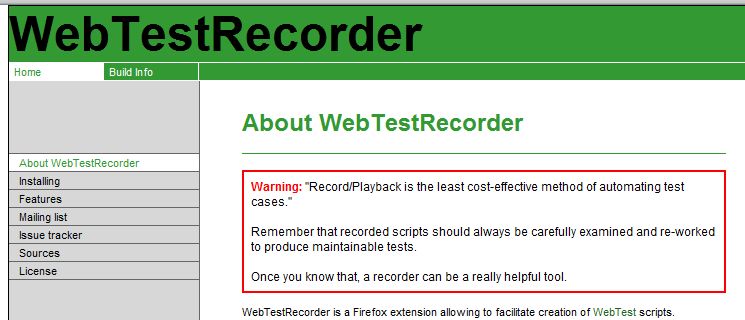 WebTestRecorder
Home
Build Info
About WebTestRecorder
Installing
Features
Mailing list
Issue tracker
Sources
License
About WebTestRecorder
Warning: "Record/Playback is the least cost-effective method of automating test
cases."
Remember that recorded scripts should always be carefully examined and re-worked
to produce maintainable tests.
Once you know that, a recorder can be a really helpful tool.
WebTestRecorder is a Firefox extension allowing to facilitate creation of WebTest scripts.